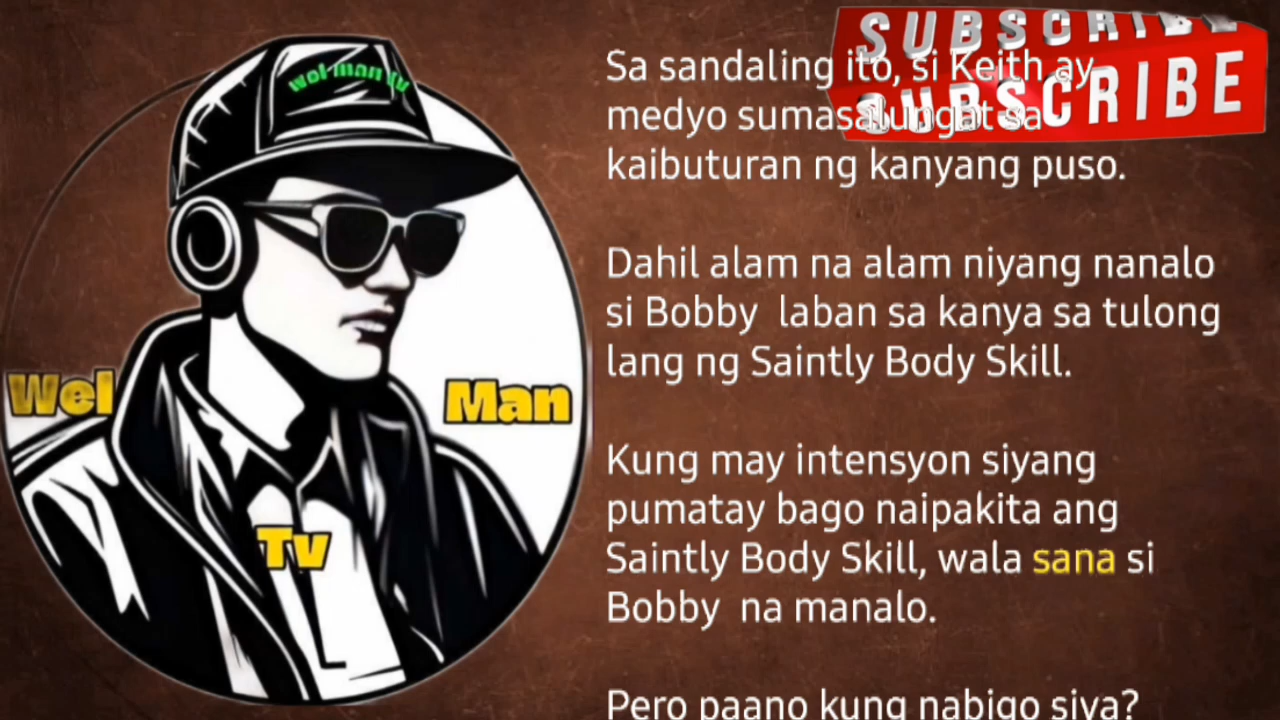 wel man tv
Wel
Man
Tv
SUBSCRIBE
SUBSCRIBE
Sa sandaling ito, si Keith ay
medyo sumasalungat sa
kaibuturan ng kanyang puso.
Dahil alam na alam niyang nanalo
si Bobby laban sa kanya sa tulong
lang ng Saintly Body Skill.
Kung may intensyon siyang
pumatay bago naipakita ang
Saintly Body Skill, wala sana si
Bobby na manalo.
Pero paano kung nabigo siya?